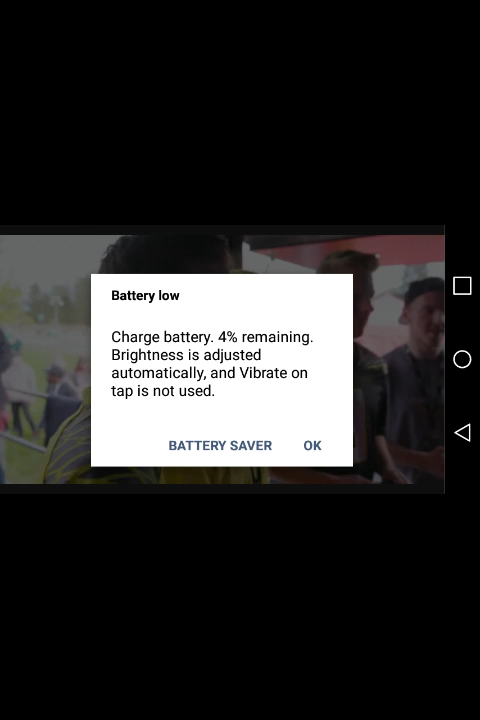 Battery low
Charge battery. 4% remaining.
Brightness is adjusted
automatically, and Vibrate on
tap is not used.
BATTERY SAVER OK